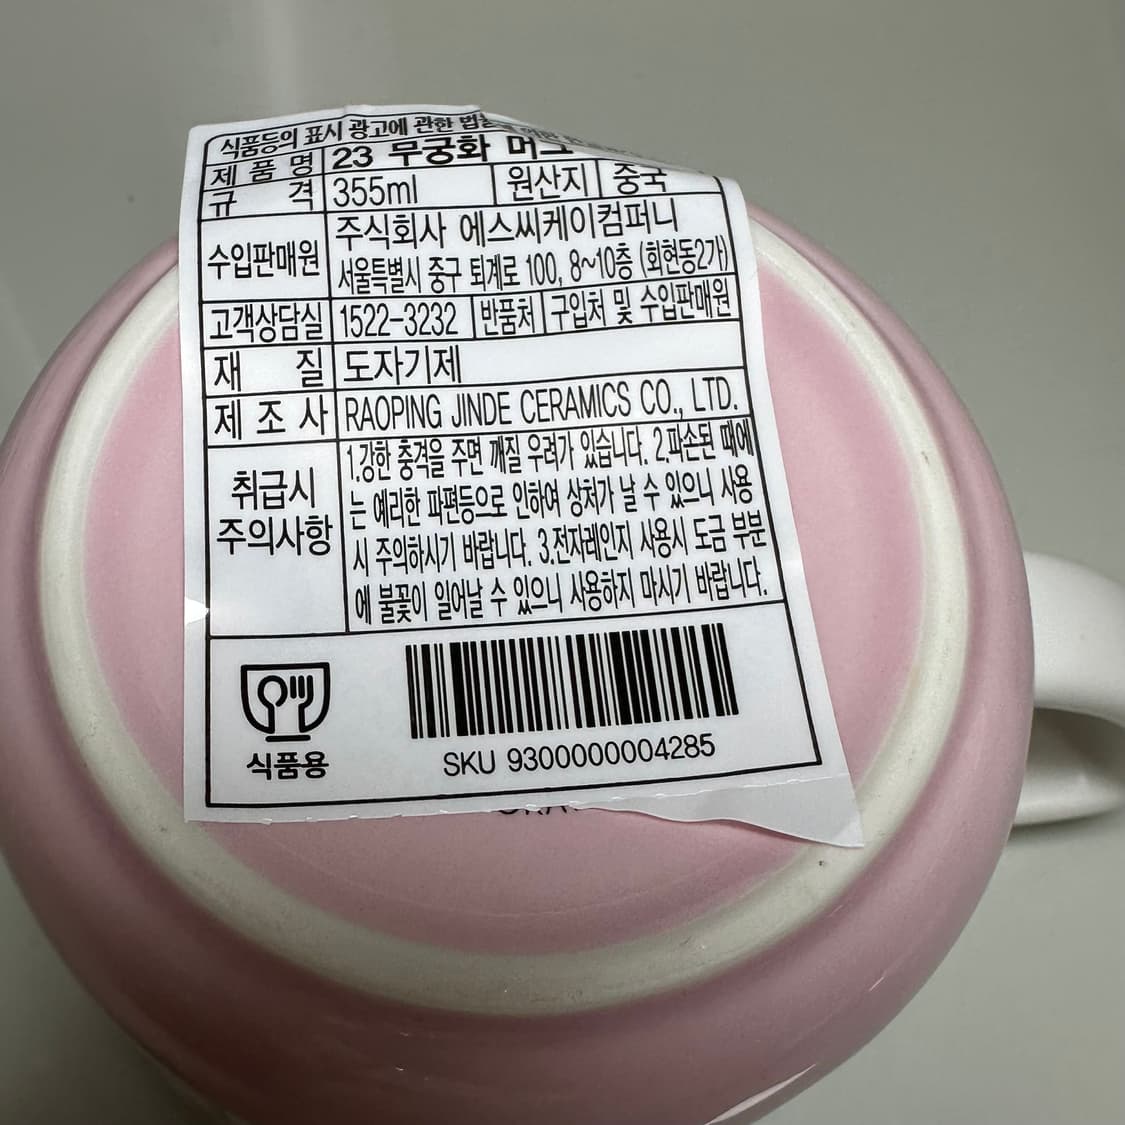 식품등의 표시 광고에 관한
제 품 명 23 무궁화 머그
규 격 355ml 원산지 중국
수입판매원 주식회사 에스씨케이컴퍼니
서울특별시 중구 퇴계로 100, 8~10층 (회현동2가)
고객상담실 1522-3232 반품처 구입처 및 수입판매원
재 질 도자기제
제 조 사 RAOPING JINDE CERAMICS CO., LTD.
취급시
주의사항
1.강한 충격을 주면 깨질 우려가 있습니다. 2.파손된 때에
는 예리한 파편등으로 인하여 상처가 날 수 있으니 사용
시 주의하시기 바랍니다. 3.전자레인지 사용시 도금 부분
에 불꽃이 일어날 수 있으니 사용하지 마시기 바랍니다.
식품용
SKU 9300000004285